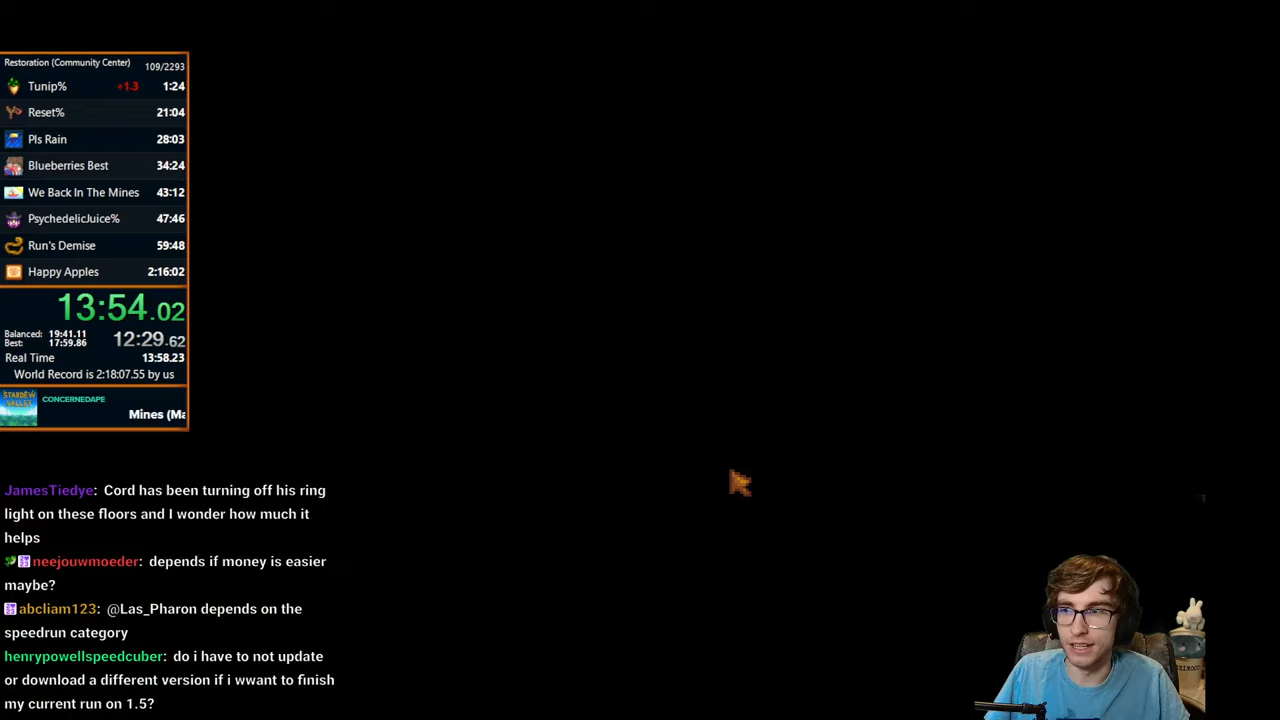 Restoration (Community Center) 109/2293
Tunip% +1.3 1:24
Reset% 21:04
Pls Rain 28:03
Blueberries Best 34:24
We Back In The Mines 43:12
PsychedelicJuice% 47:46
Run's Demise 59:48
Happy Apples 2:16:02
13:54.02
Balanced: 19:41.11
Best: 17:59.86
12:29.62
Real Time 13:58.23
World Record is 2:18:07.55 by us
STARDEW VALLEY
CONCERNEDAPE
Mines (Ma
JamesTiedye: Cord has been turning off his ring
light on these floors and I wonder how much it
helps
neejouwmoeder: depends if money is easier
maybe?
abcliam123: @Las_Pharon depends on the
speedrun category
henrypowellspeedcuber: do i have to not update
or download a different version if i wwant to finish
my current run on 1.5?